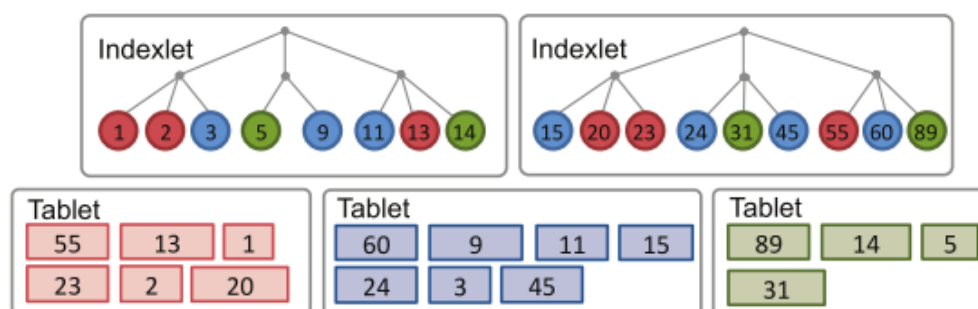 Indexlet
1 2 3 5 9 11 13 14
Indexlet
15 20 23 24 31 45 55 60 89
Tablet
55 13 1
23 2 20
Tablet
60 9 11 15
24 3 45
Tablet
89 14 5
31